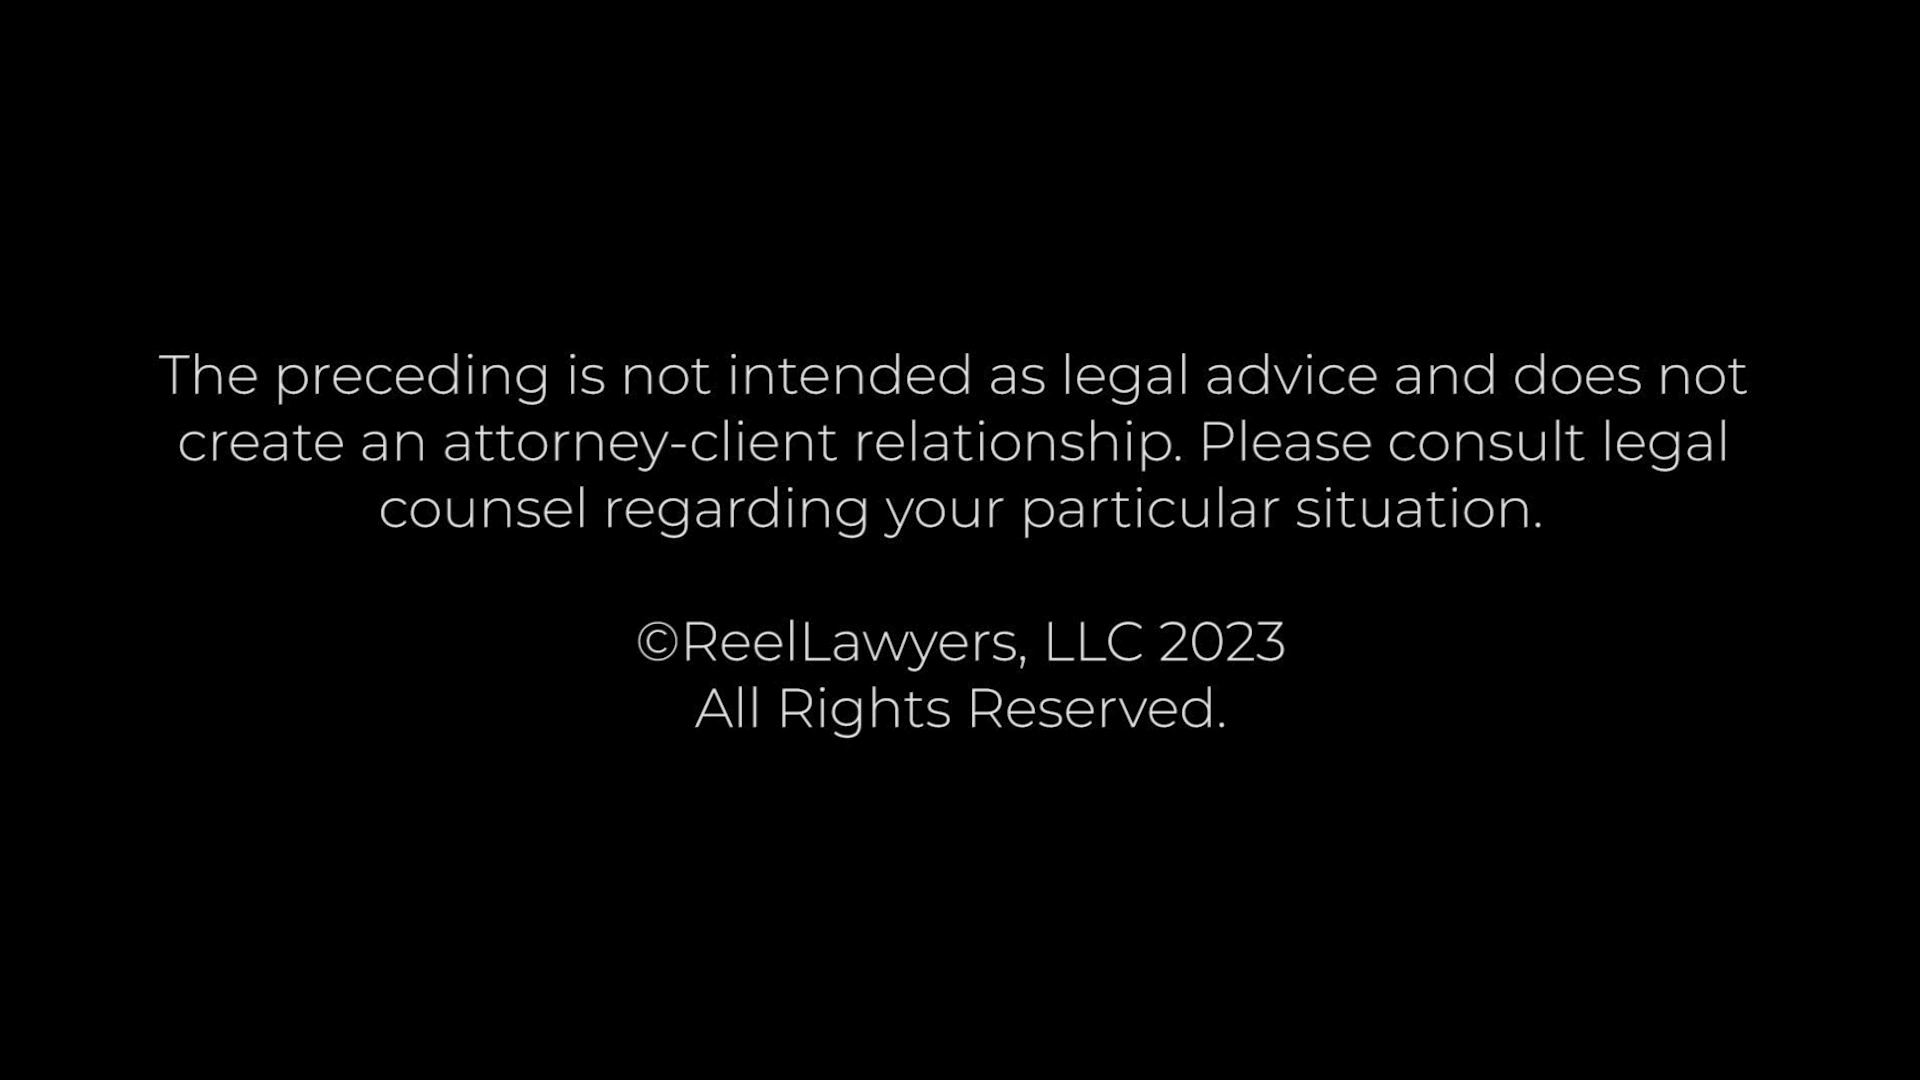 The preceding is not intended as legal advice and does not
create an attorney-client relationship. Please consult legal
counsel regarding your particular situation.
©ReelLawyers, LLC 2023
All Rights Reserved.